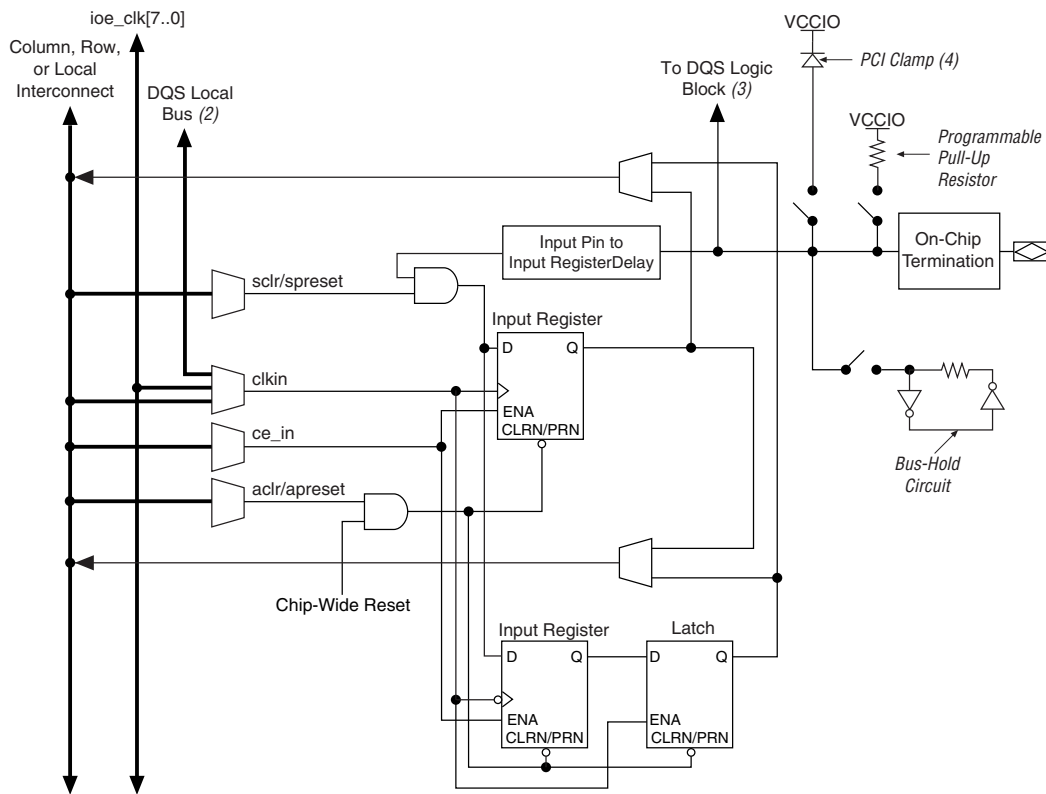 ioe_clk[7..0]
Column, Row,
or Local
Interconnect
DQS Local
Bus (2)
To DQS Logic
Block (3)
VCCIO
PCI Clamp (4)
VCCIO
Programmable
Pull-Up
Resistor
Input Pin to
Input RegisterDelay
On-Chip
Termination
sclr/spreset
Input Register
D
Q
clkin
ENA
CLRN/PRN
ce_in
aclr/apreset
Bus-Hold
Circuit
Chip-Wide Reset
Input Register
D
Q
ENA
CLRN/PRN
Latch
D
Q
ENA
CLRN/PRN